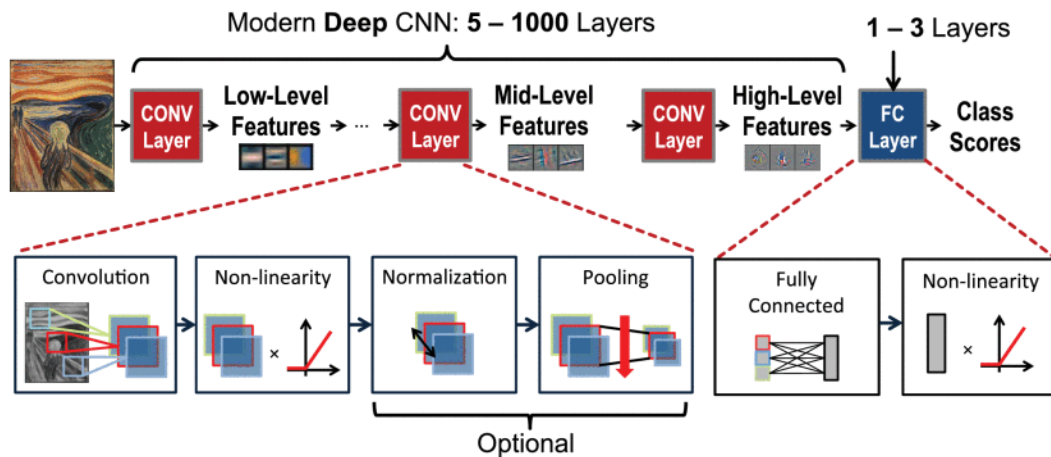 Modern Deep CNN: 5 – 1000 Layers
1 – 3 Layers
CONV
Layer
Low-Level
Features
...
CONV
Layer
Mid-Level
Features
CONV
Layer
High-Level
Features
FC
Layer
Class
Scores
Convolution
Non-linearity
×
Normalization
Pooling
Fully
Connected
Non-linearity
×
Optional